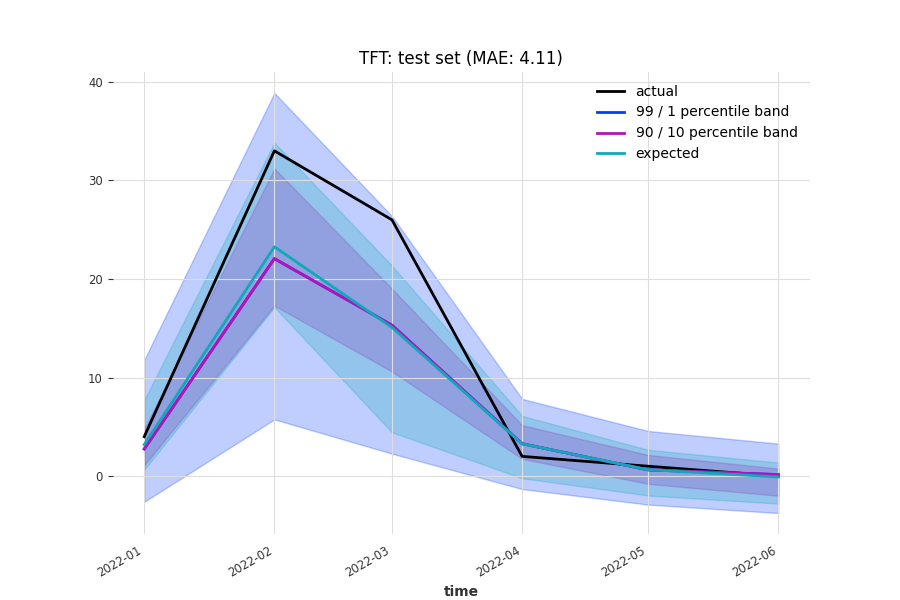 TFT: test set (MAE: 4.11)
actual
99 / 1 percentile band
90 / 10 percentile band
expected
40
30
20
10
0
2022-01
2022-02
2022-03
2022-04
2022-05
2022-06
time